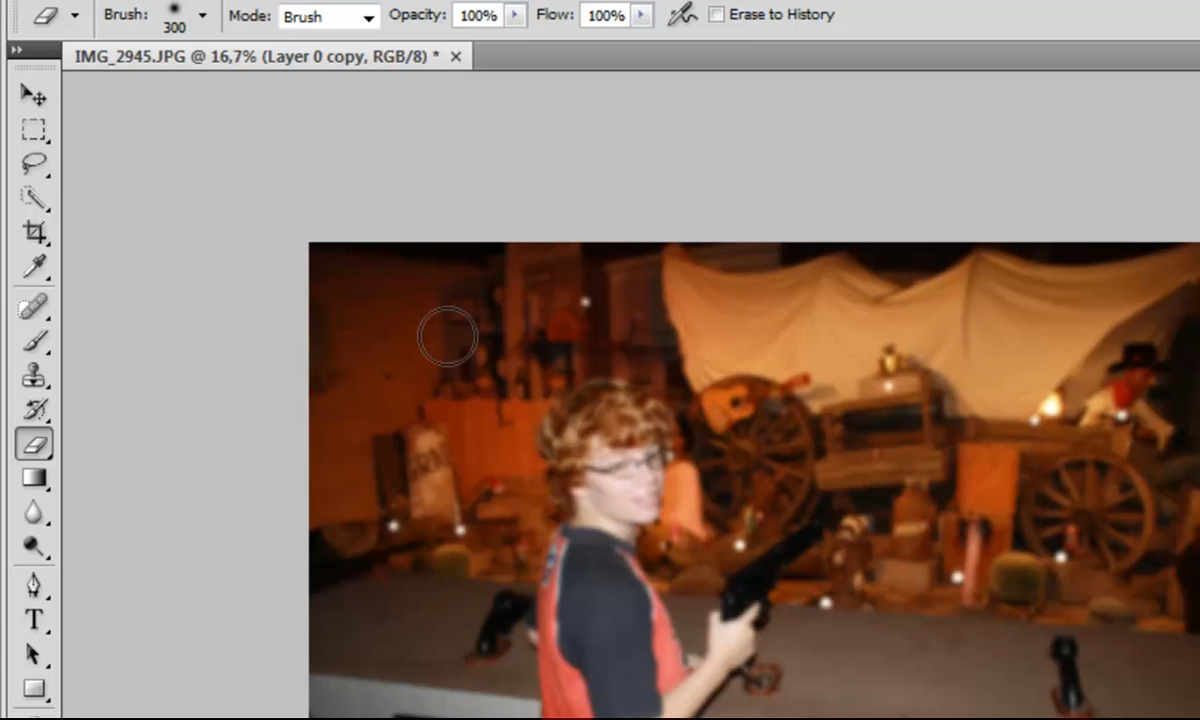 Brush: 300 Mode: Brush Opacity: 100% Flow: 100% Erase to History
IMG_2945.JPG @ 16,7% (Layer 0 copy, RGB/8) *
T